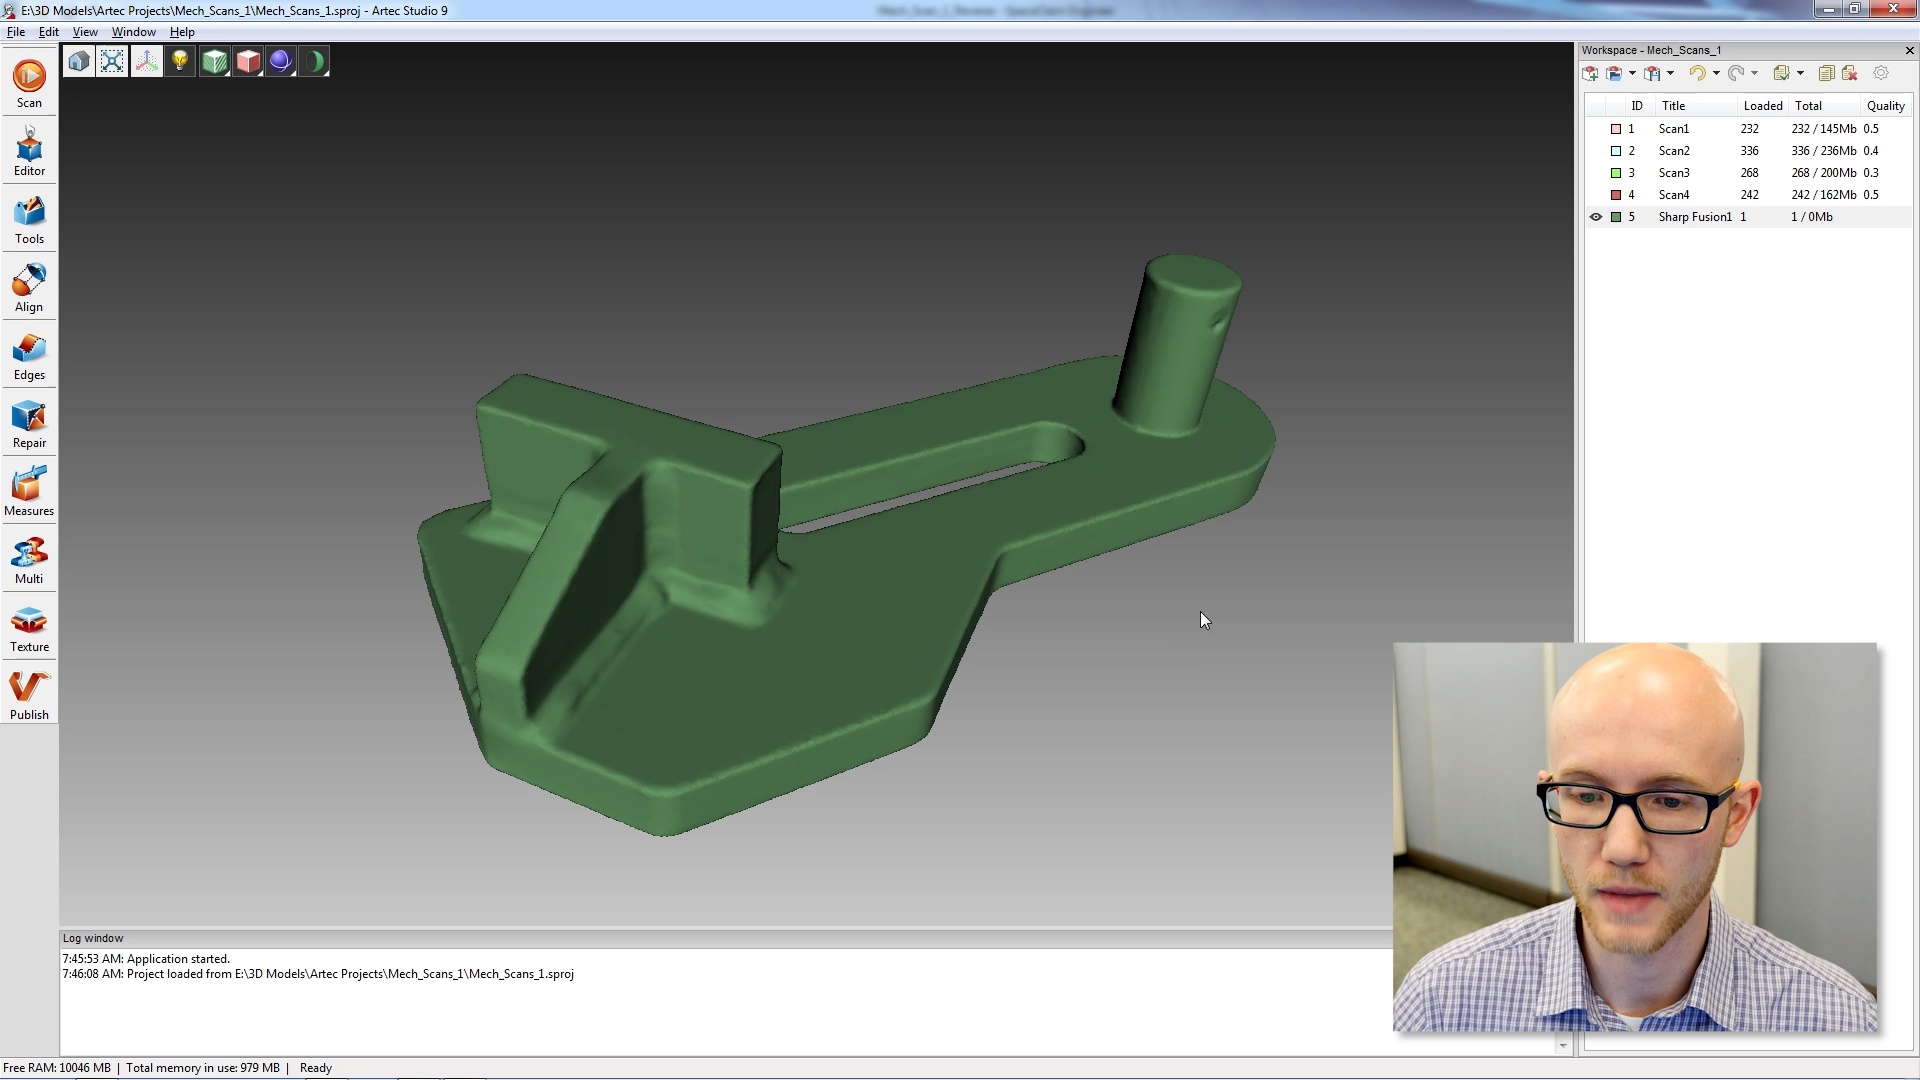 E:\3D Models\Artec Projects\Mech_Scans_1\Mech_Scans_1.sproj - Artec Studio 9
File Edit View Window Help
Scan
Editor
Tools
Align
Edges
Repair
Measures
Multi
Texture
Publish
Workspace - Mech_Scans_1
ID Title Loaded Total Quality
1 Scan1 232 232 / 145Mb 0.5
2 Scan2 336 336 / 236Mb 0.4
3 Scan3 268 268 / 200Mb 0.3
4 Scan4 242 242 / 162Mb 0.5
5 Sharp Fusion1 1 1 / 0Mb
Log window
7:45:53 AM: Application started.
7:46:08 AM: Project loaded from E:\3D Models\Artec Projects\Mech_Scans_1\Mech_Scans_1.sproj
Free RAM: 10046 MB | Total memory in use: 979 MB | Ready